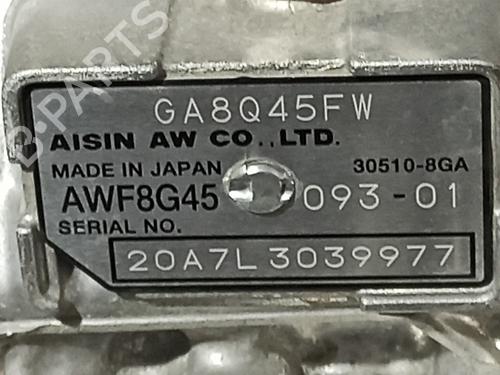 B-PARTS
GA8Q45FW
AISIN AW CO.,LTD.
MADE IN JAPAN 30510-8GA
AWF8G45 093-01
SERIAL NO.
20A7L3039977